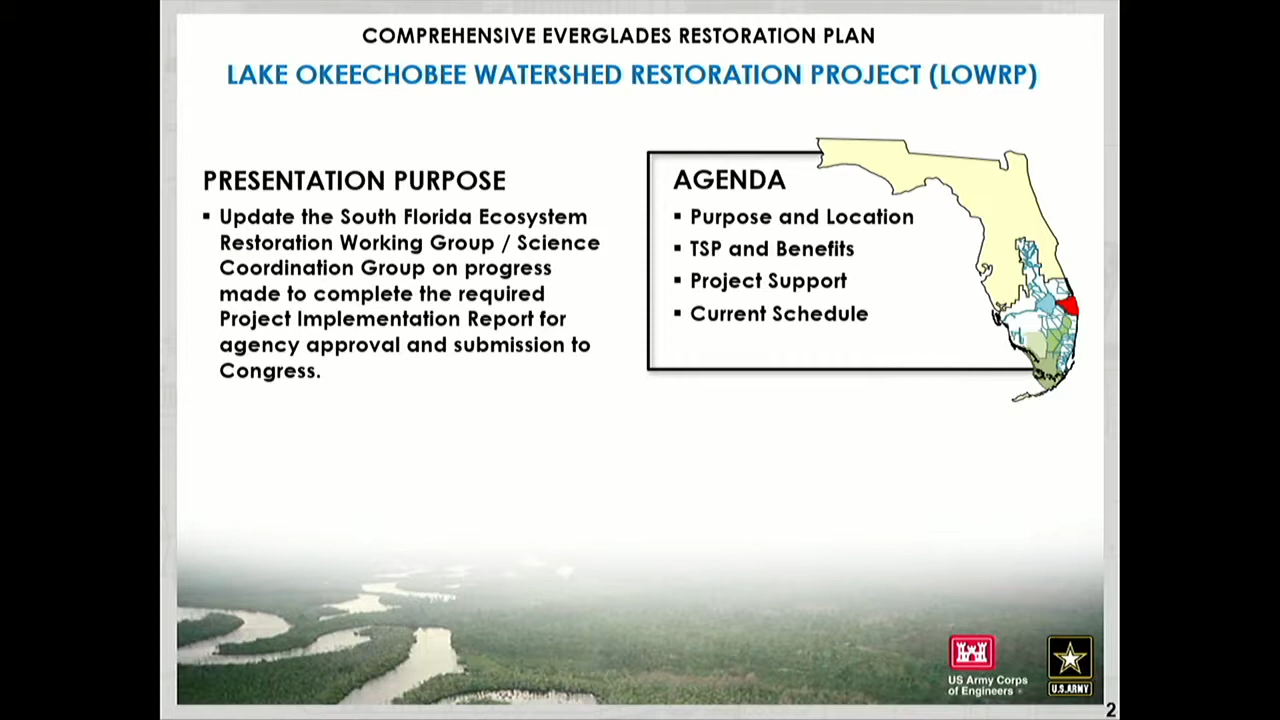 COMPREHENSIVE EVERGLADES RESTORATION PLAN
LAKE OKEECHOBEE WATERSHED RESTORATION PROJECT (LOWRP)
PRESENTATION PURPOSE
▪ Update the South Florida Ecosystem
Restoration Working Group / Science
Coordination Group on progress
made to complete the required
Project Implementation Report for
agency approval and submission to
Congress.
AGENDA
▪ Purpose and Location
▪ TSP and Benefits
▪ Project Support
▪ Current Schedule
US Army Corps
of Engineers
U.S. ARMY
2